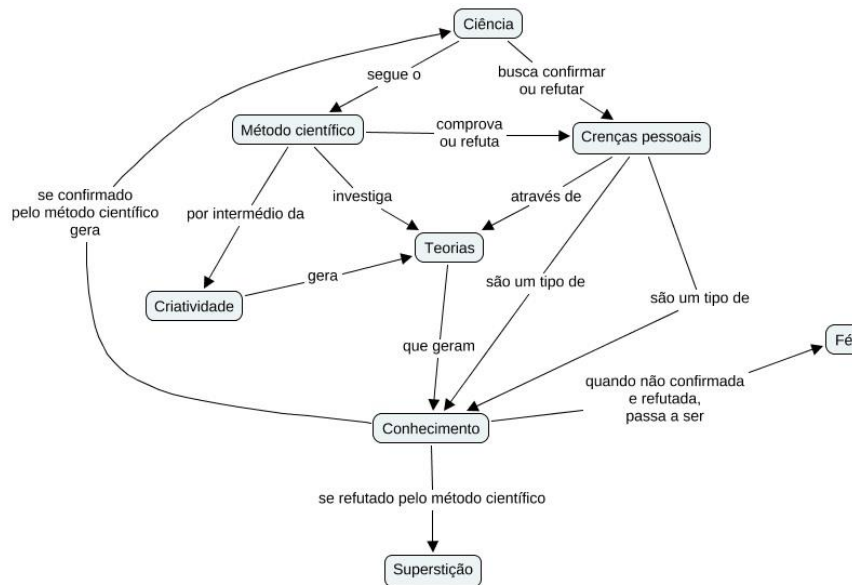 Ciência
segue o
busca confirmar
ou refutar
Método científico
comprova
ou refuta
Crenças pessoais
se confirmado
pelo método científico
gera
por intermédio da
investiga
através de
Teorias
gera
Criatividade
são um tipo de
são um tipo de
que geram
Fé
quando não confirmada
e refutada,
passa a ser
Conhecimento
se refutado pelo método científico
Superstição